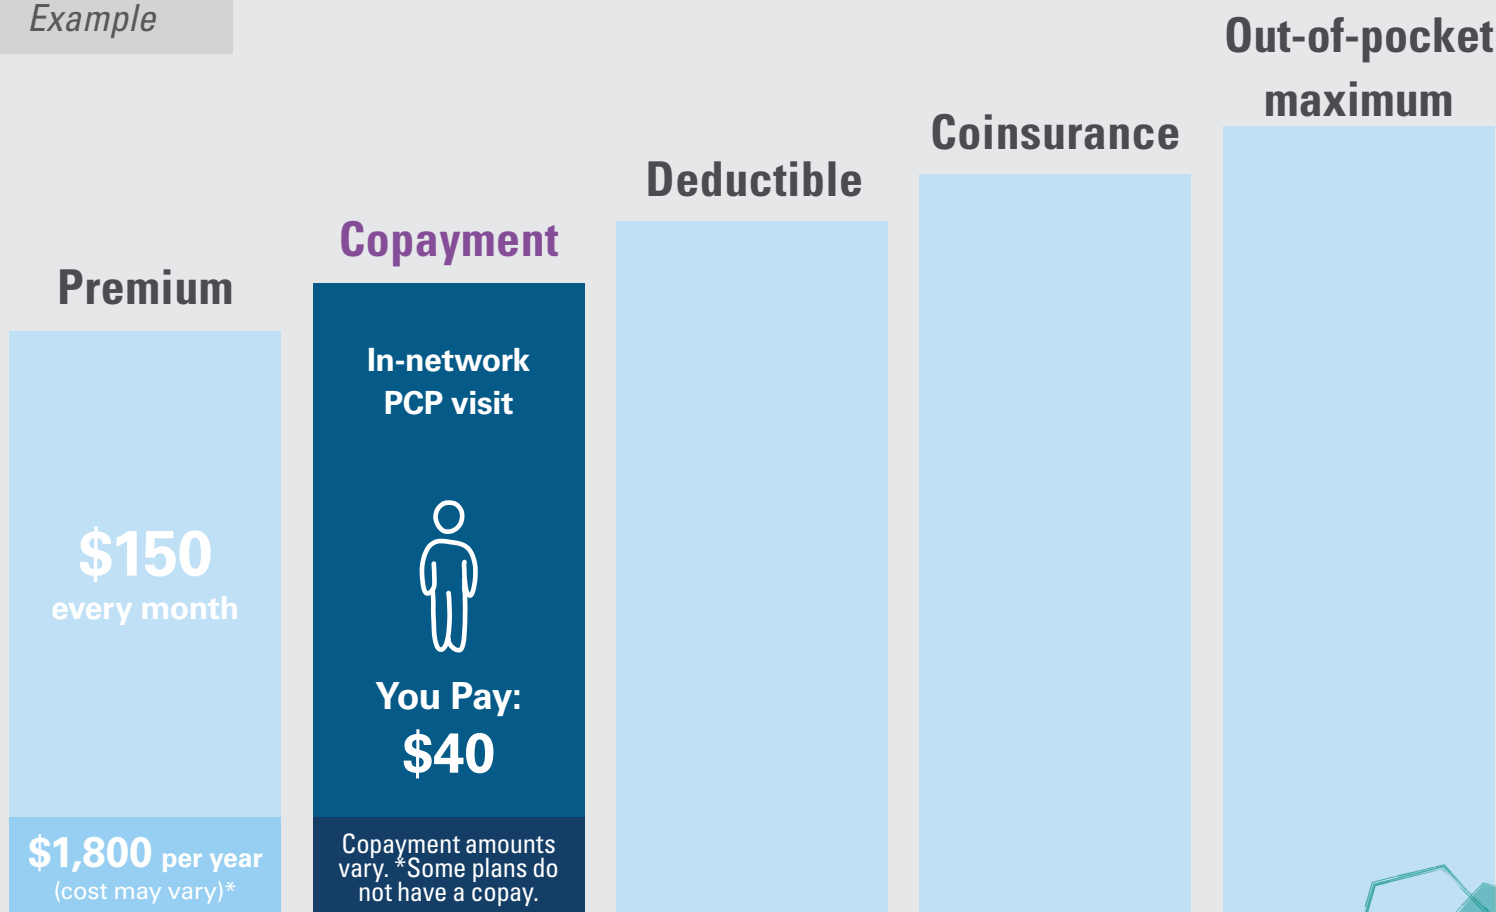 Example
Premium
$150
every month
$1,800 per year
(cost may vary)*
Copayment
In-network
PCP visit
You Pay:
$40
Copayment amounts
vary. *Some plans do
not have a copay.
Deductible
Coinsurance
Out-of-pocket
maximum